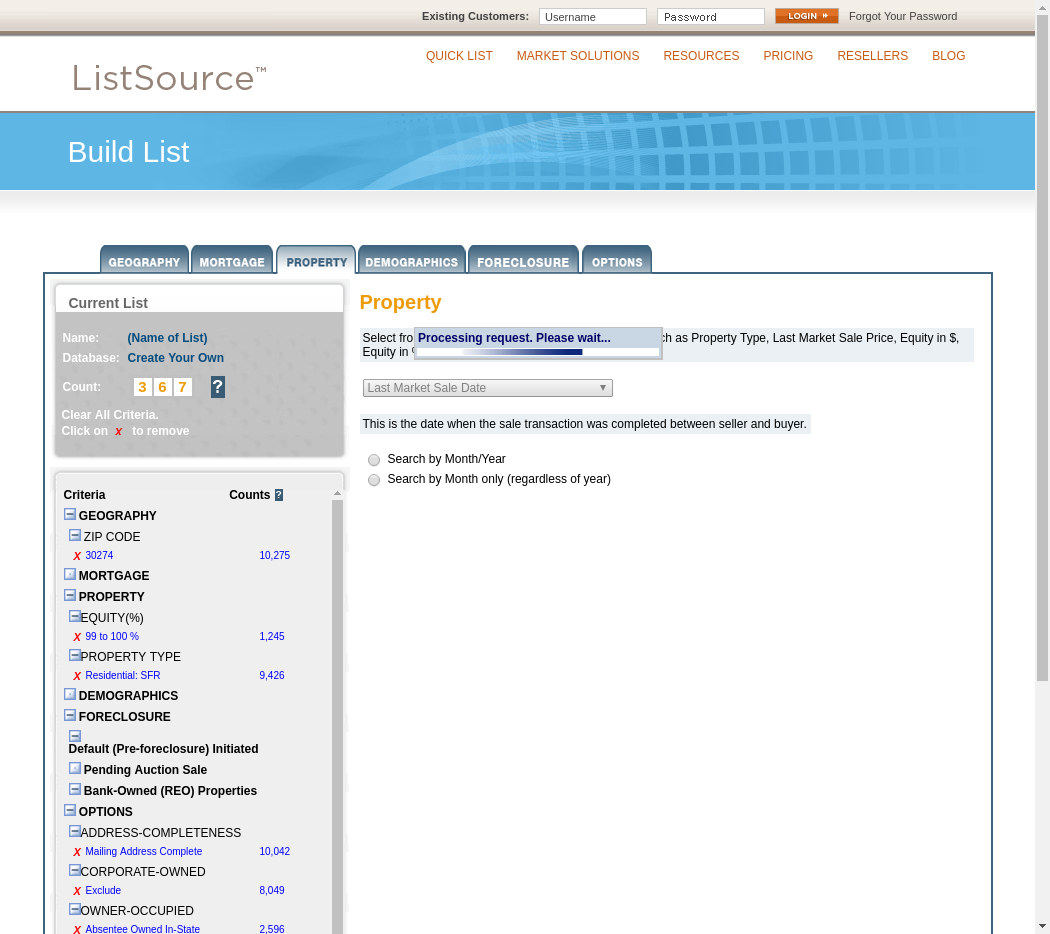 Existing Customers: Username Password LOGIN Forgot Your Password
QUICK LIST MARKET SOLUTIONS RESOURCES PRICING RESELLERS BLOG
ListSource™
Build List
GEOGRAPHY MORTGAGE PROPERTY DEMOGRAPHICS FORECLOSURE OPTIONS
Current List
Name: (Name of List)
Database: Create Your Own
Count: 3 6 7 ?
Clear All Criteria.
Click on x to remove
Criteria Counts ?
GEOGRAPHY
ZIP CODE
X 30274 10,275
MORTGAGE
PROPERTY
EQUITY(%)
X 99 to 100 % 1,245
PROPERTY TYPE
X Residential: SFR 9,426
DEMOGRAPHICS
FORECLOSURE
Default (Pre-foreclosure) Initiated
Pending Auction Sale
Bank-Owned (REO) Properties
OPTIONS
ADDRESS-COMPLETENESS
X Mailing Address Complete 10,042
CORPORATE-OWNED
X Exclude 8,049
OWNER-OCCUPIED
X Absentee Owned In-State 2,596
Property
Select as Property Type, Last Market Sale Price, Equity in $,
Equity in
Processing request. Please wait...
Last Market Sale Date
This is the date when the sale transaction was completed between seller and buyer.
Search by Month/Year
Search by Month only (regardless of year)